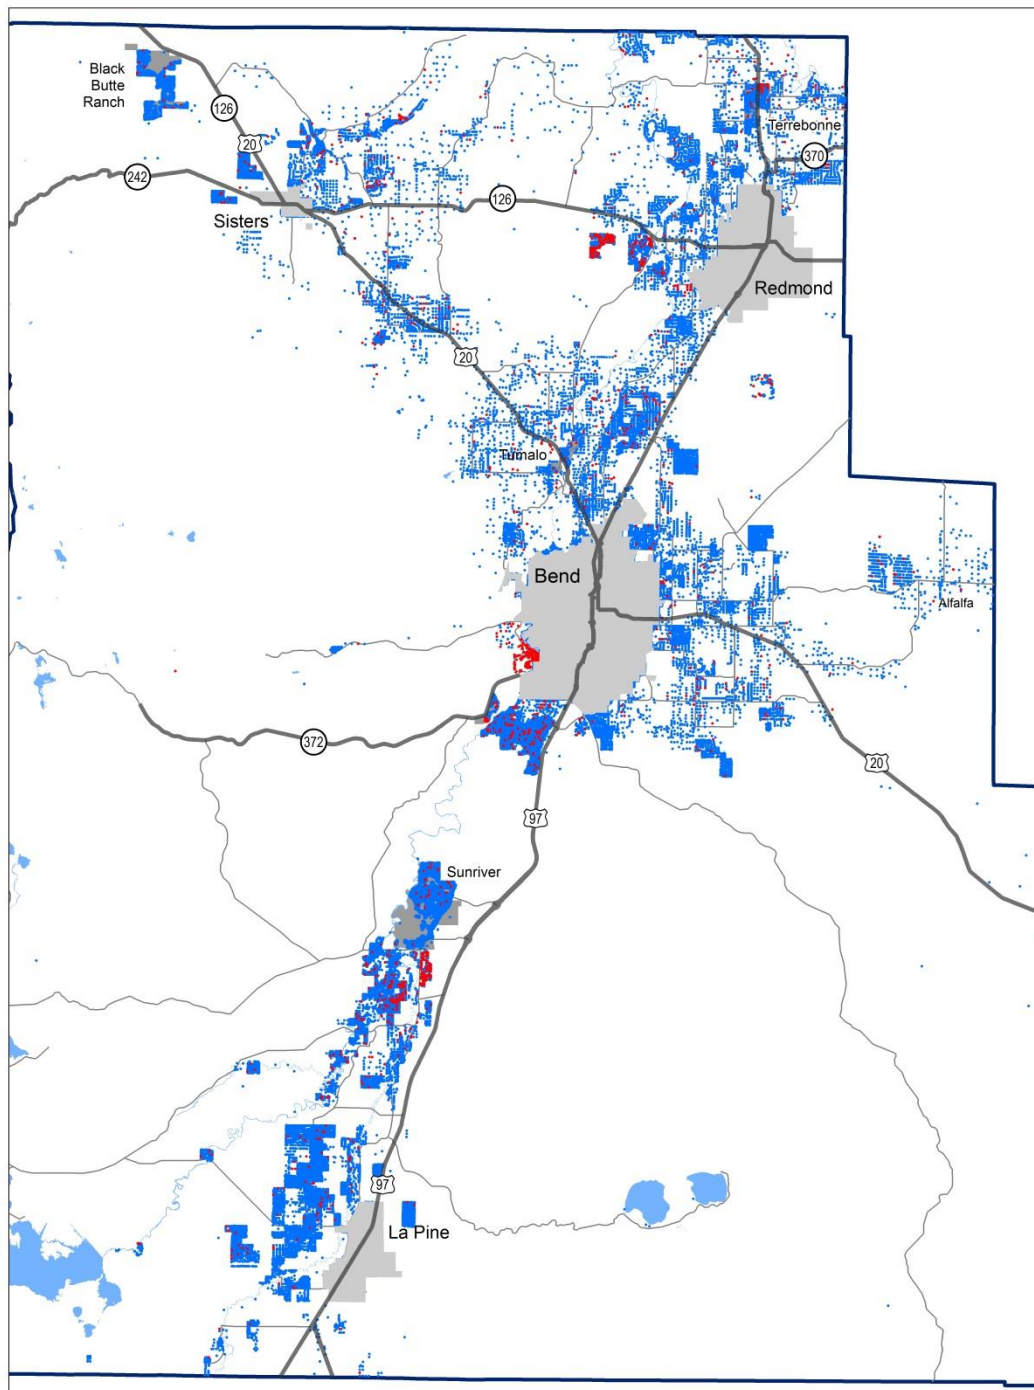 Black
Butte
Ranch
126
20
242
Sisters
126
Terrebonne
370
Redmond
20
Tumalo
Bend
Alfalfa
372
20
97
Sunriver
97
La Pine